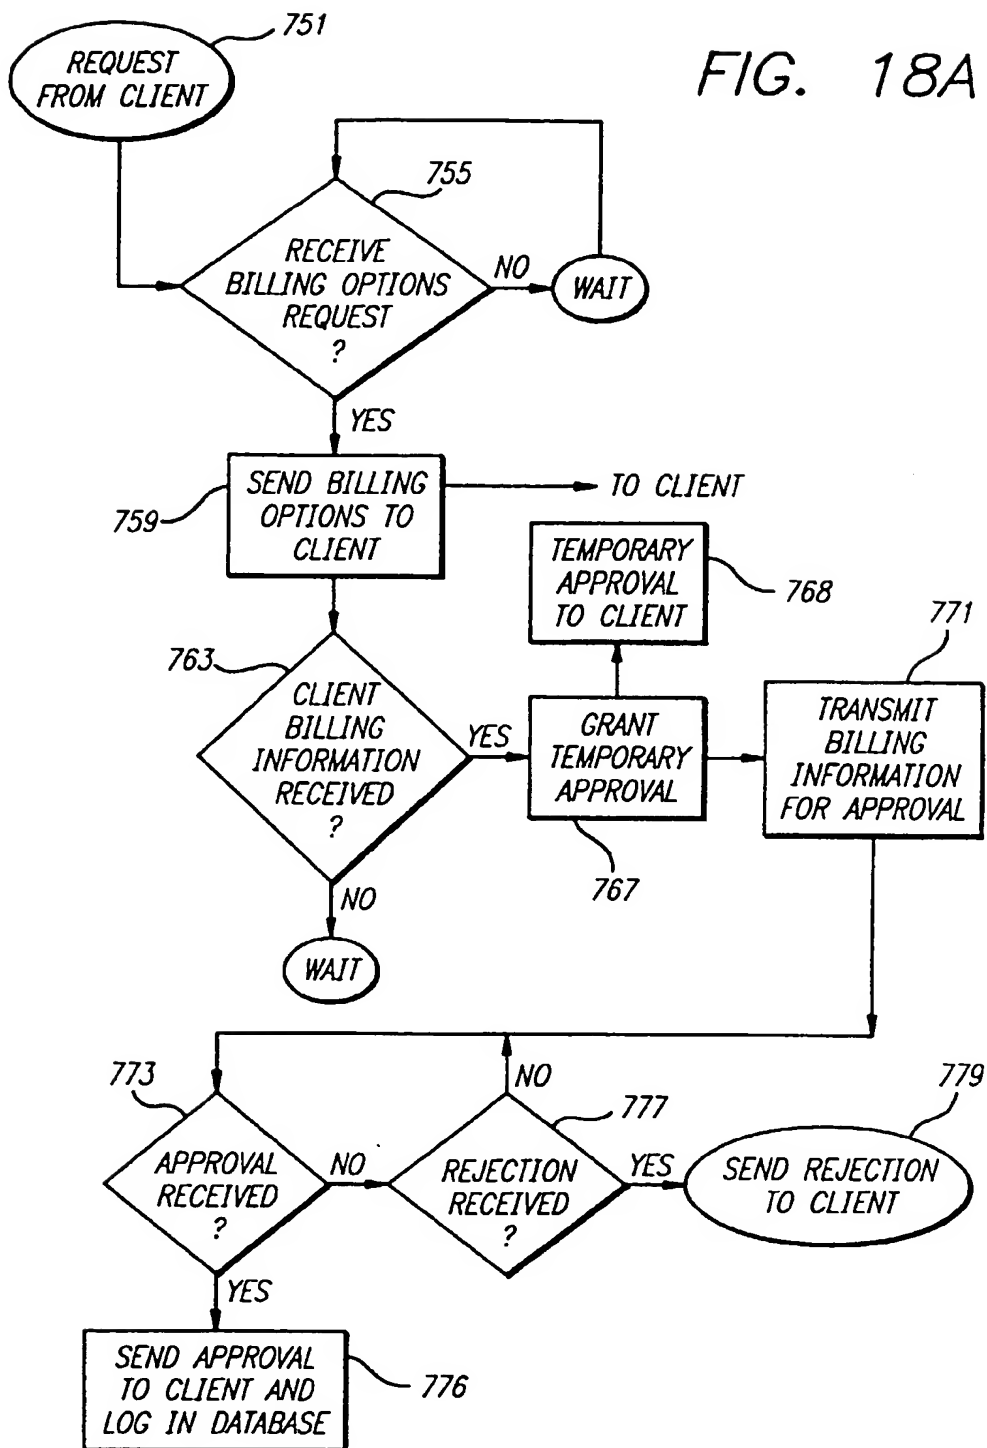 751
REQUEST
FROM CLIENT
FIG. 18A
755
RECEIVE
BILLING OPTIONS
REQUEST
?
NO
WAIT
YES
SEND BILLING
OPTIONS TO
CLIENT
759
TO CLIENT
TEMPORARY
APPROVAL
TO CLIENT
768
763
CLIENT
BILLING
INFORMATION
RECEIVED
?
YES
GRANT
TEMPORARY
APPROVAL
767
771
TRANSMIT
BILLING
INFORMATION
FOR APPROVAL
NO
WAIT
773
APPROVAL
RECEIVED
?
NO
777
REJECTION
RECEIVED
?
NO
YES
779
SEND REJECTION
TO CLIENT
YES
SEND APPROVAL
TO CLIENT AND
LOG IN DATABASE
776